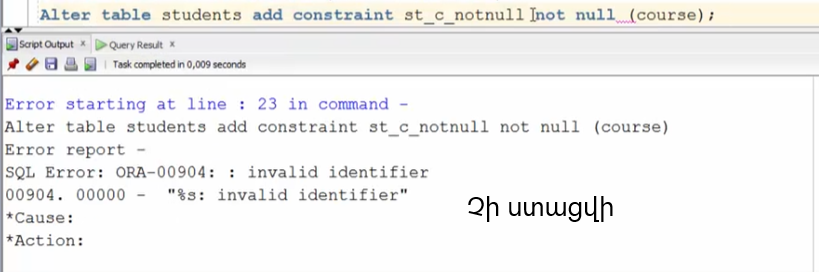 Alter table students add constraint st_c_notnull not null (course);
Script Output × Query Result ×
Task completed in 0,009 seconds
Error starting at line : 23 in command -
Alter table students add constraint st_c_notnull not null (course)
Error report -
SQL Error: ORA-00904: : invalid identifier
00904. 00000 -  "%s: invalid identifier"
Չի ստացվի
*Cause:
*Action: